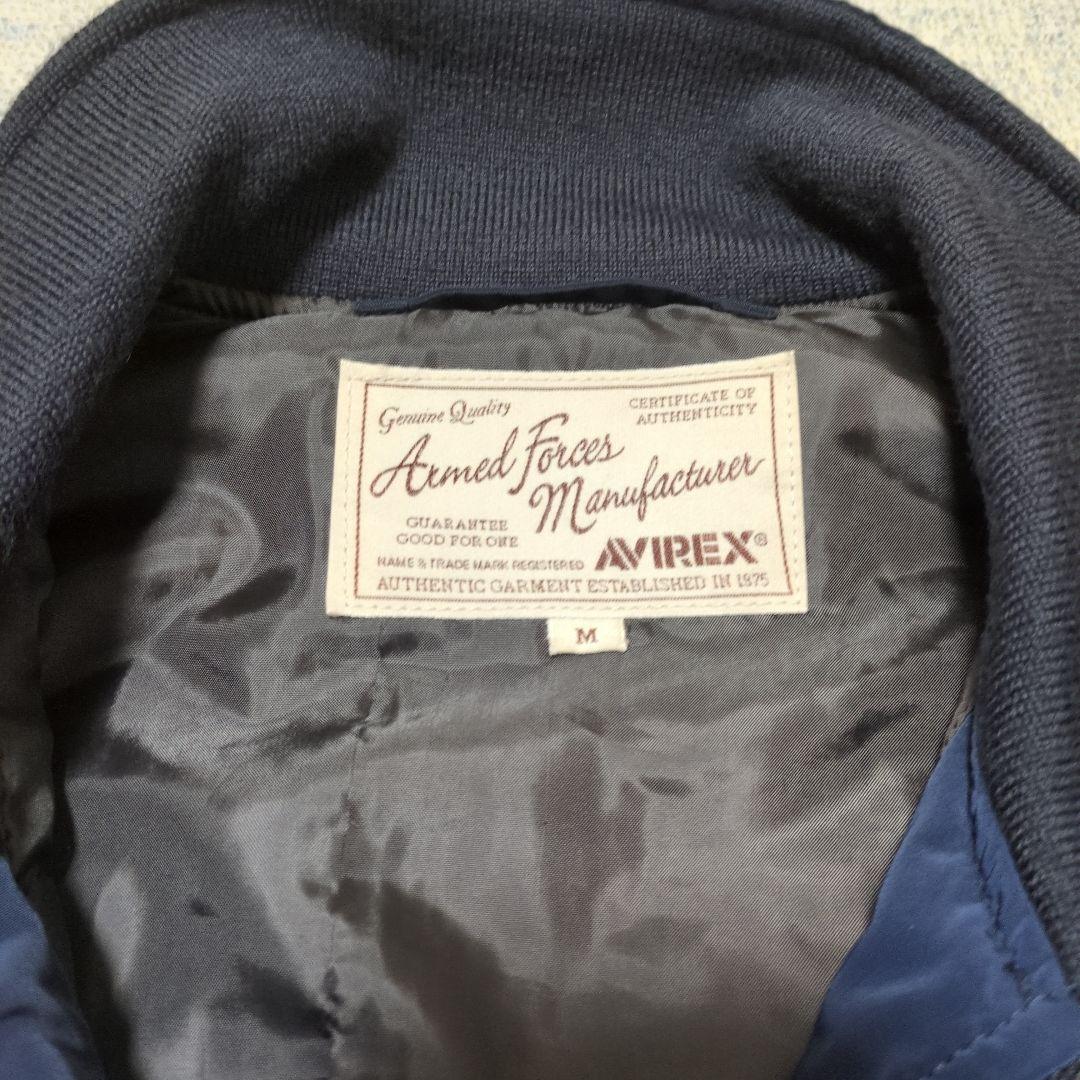 Genuine Quality
CERTIFICATE OF
AUTHENTICITY
Armed Forces
Manufacturer
GUARANTEE
GOOD FOR ONE
NAME & TRADE MARK REGISTERED
AVIREX®
AUTHENTIC GARMENT ESTABLISHED IN 1975
M